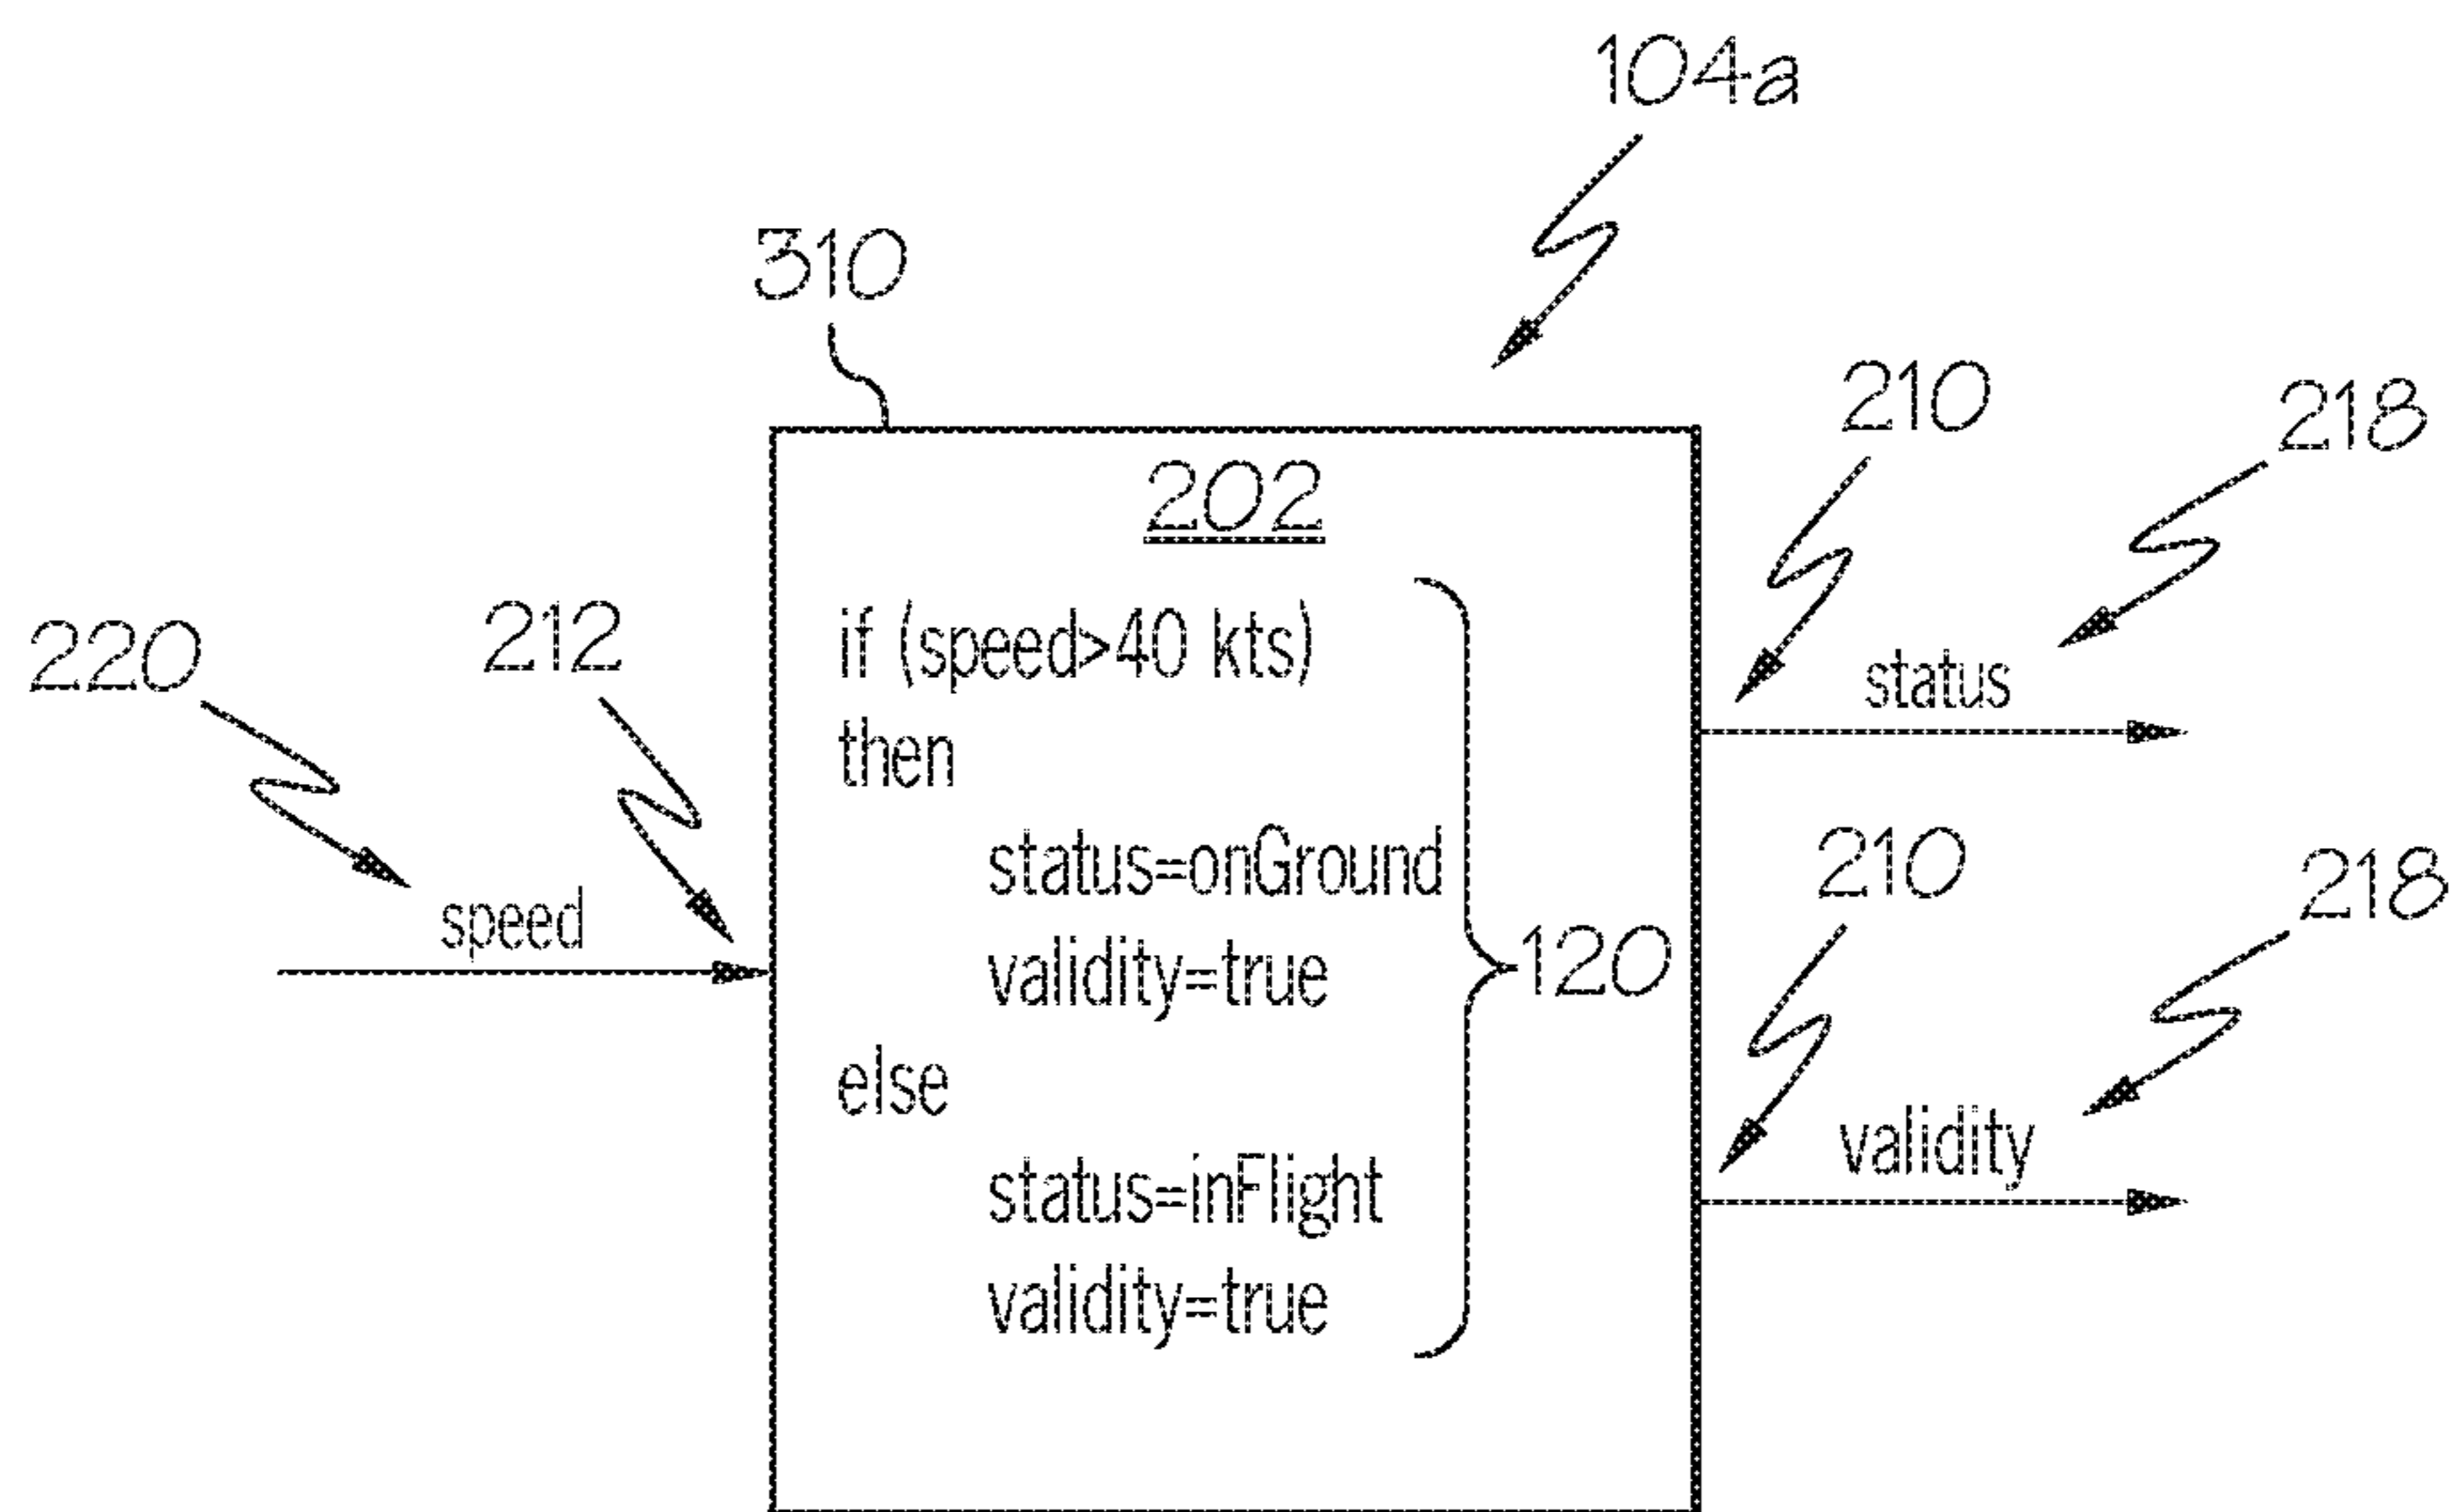 104a
310
210
218
202
if (speed>40 kts)
then
status=onGround
validity=true
else
status=inFlight
validity=true
120
220
212
speed
status
210
218
validity